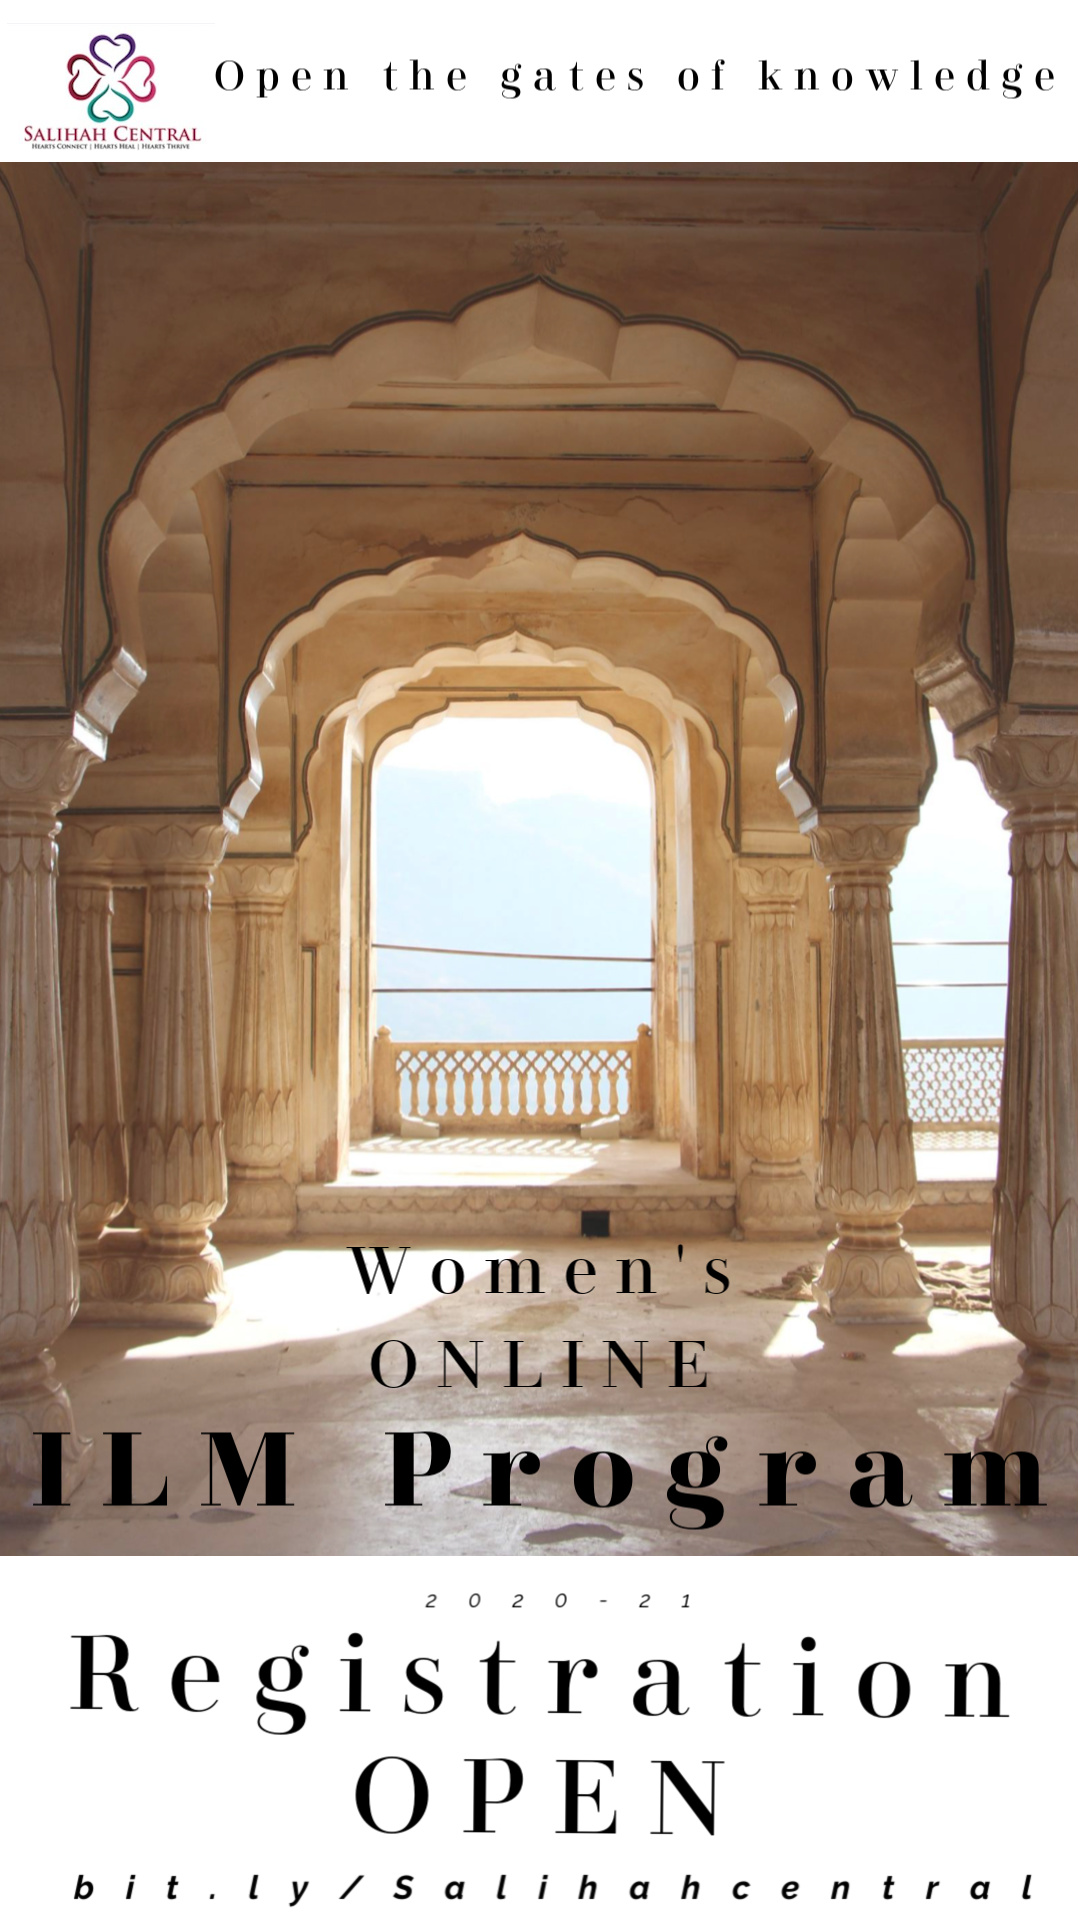 Open the gates of knowledge
SALIHAH CENTRAL
HEARTS CONNECT | HEARTS HEAL | HEARTS THRIVE
Women's
ONLINE
ILM Program
2020-21
Registration
OPEN
bit.ly/Salihahcentral